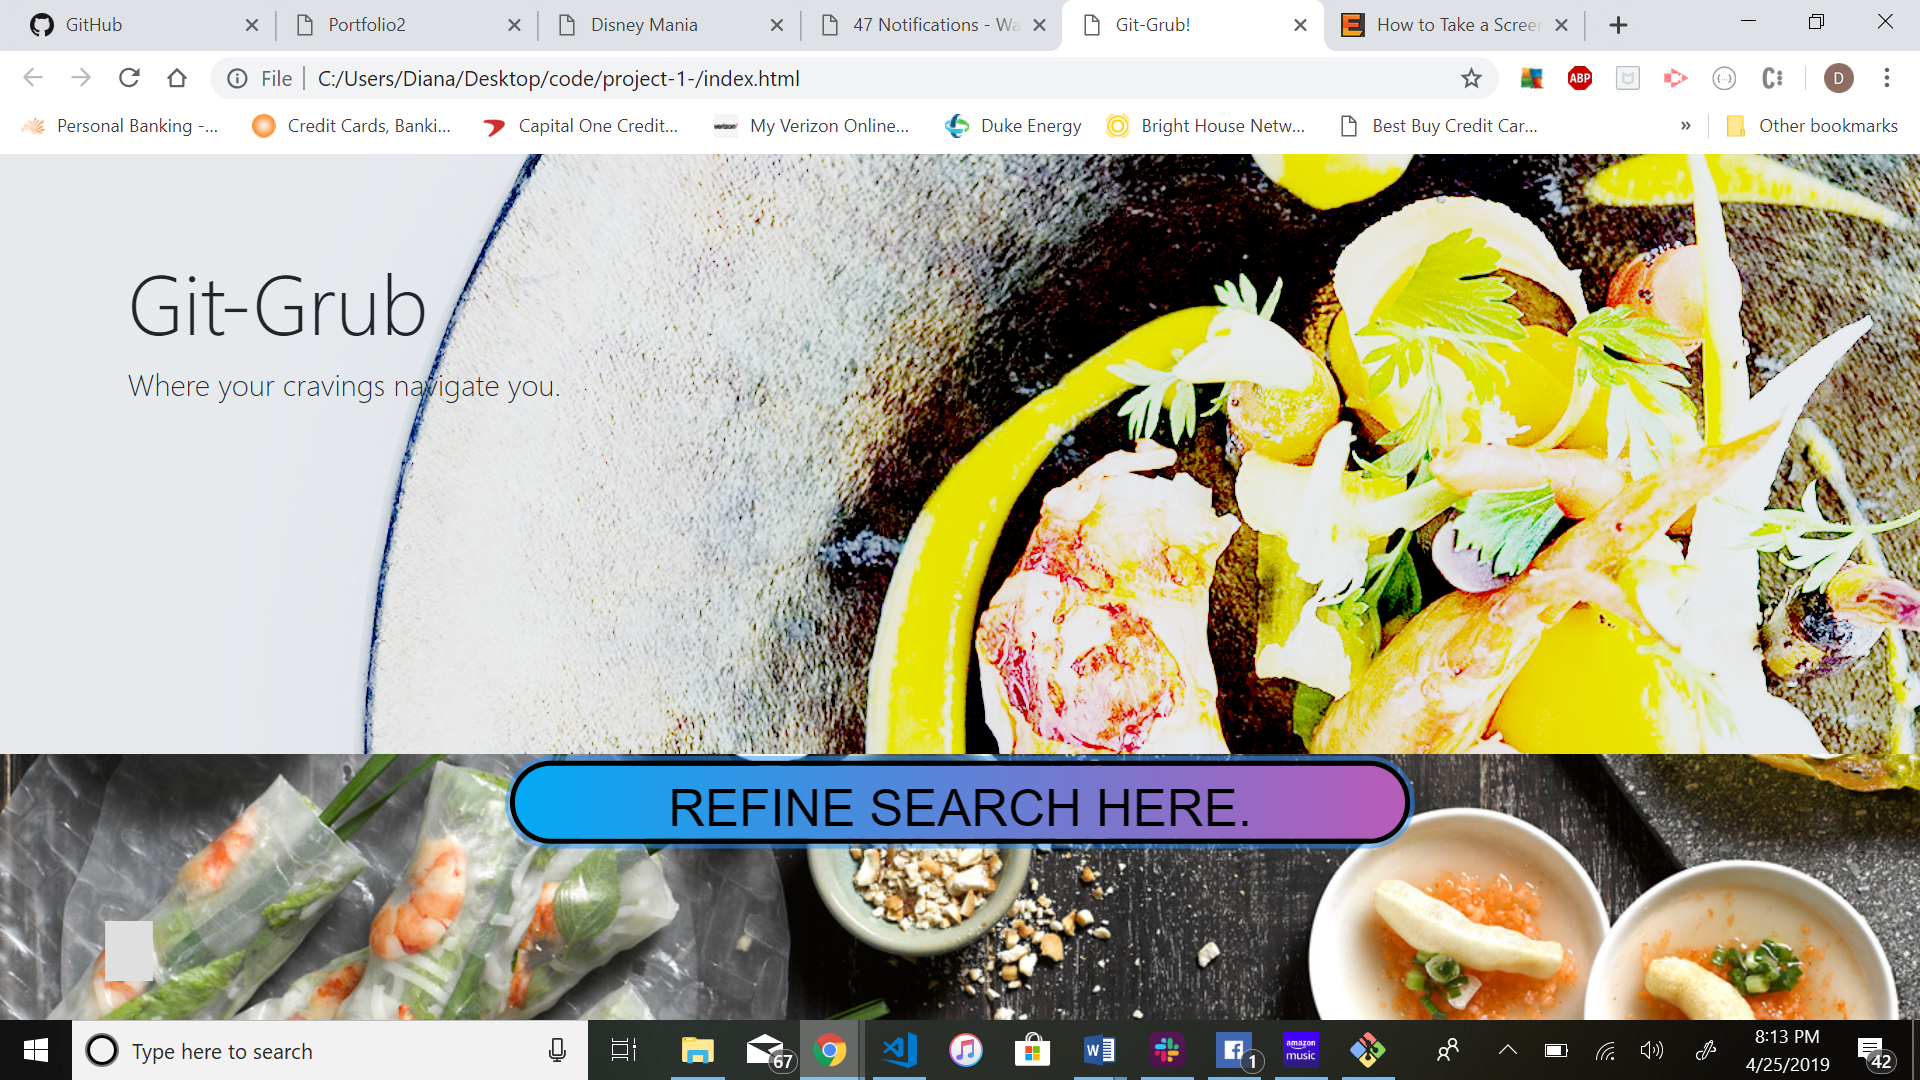 GitHub
Portfolio2
Disney Mania
47 Notifications - Wa
Git-Grub!
How to Take a Screen
File
C:/Users/Diana/Desktop/code/project-1-/index.html
ABP
D
Personal Banking -...
Credit Cards, Banki...
Capital One Credit...
verizon
My Verizon Online...
Duke Energy
Bright House Netw...
Best Buy Credit Car...
»
Other bookmarks
Git-Grub
Where your cravings navigate you.
REFINE SEARCH HERE.
Type here to search
67
1
amazon
music
8:13 PM
4/25/2019
42